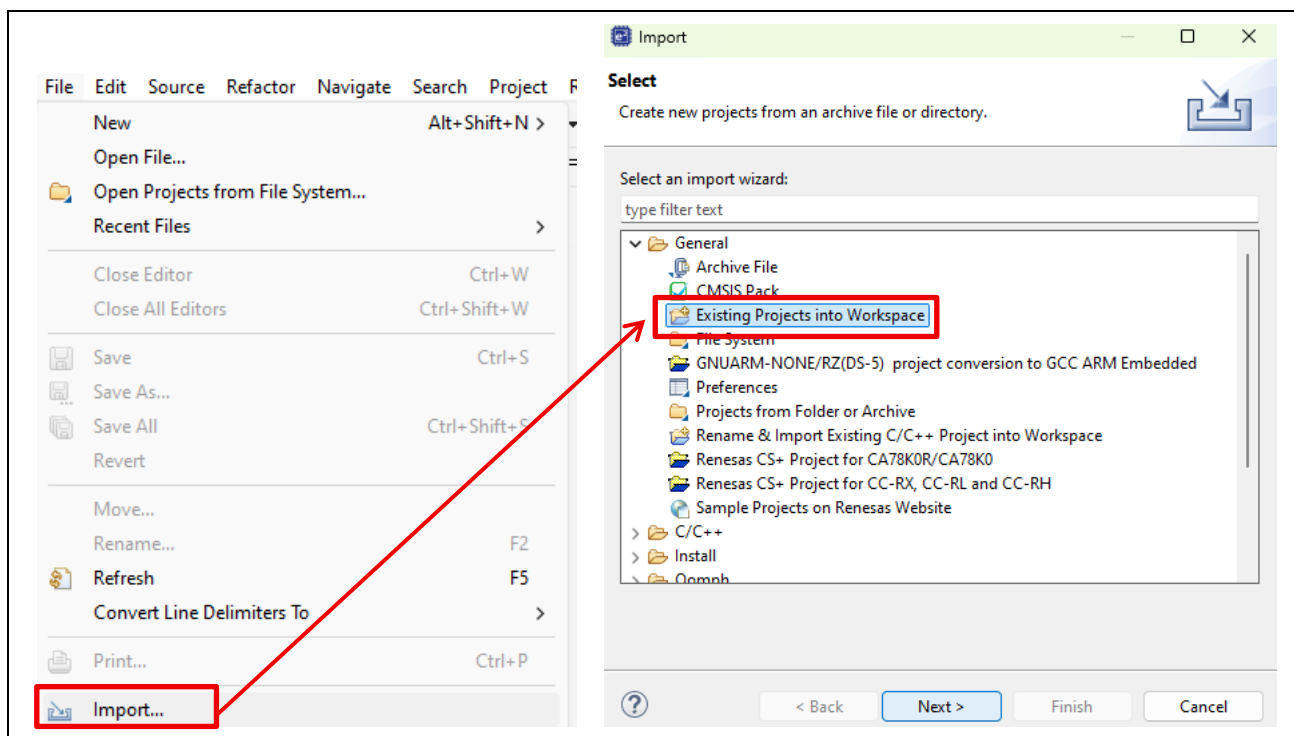 File Edit Source Refactor Navigate Search Project
New Alt+Shift+N >
Open File...
Open Projects from File System...
Recent Files >
Close Editor Ctrl+W
Close All Editors Ctrl+Shift+W
Save Ctrl+S
Save As...
Save All Ctrl+Shift+S
Revert
Move...
Rename... F2
Refresh F5
Convert Line Delimiters To >
Print... Ctrl+P
Import...
Import
Select
Create new projects from an archive file or directory.
Select an import wizard:
type filter text
General
Archive File
CMSIS Pack
Existing Projects into Workspace
File System
GNUARM-NONE/RZ(DS-5) project conversion to GCC ARM Embedded
Preferences
Projects from Folder or Archive
Rename & Import Existing C/C++ Project into Workspace
Renesas CS+ Project for CA78K0R/CA78K0
Renesas CS+ Project for CC-RX, CC-RL and CC-RH
Sample Projects on Renesas Website
C/C++
Install
Oomph
? < Back Next > Finish Cancel